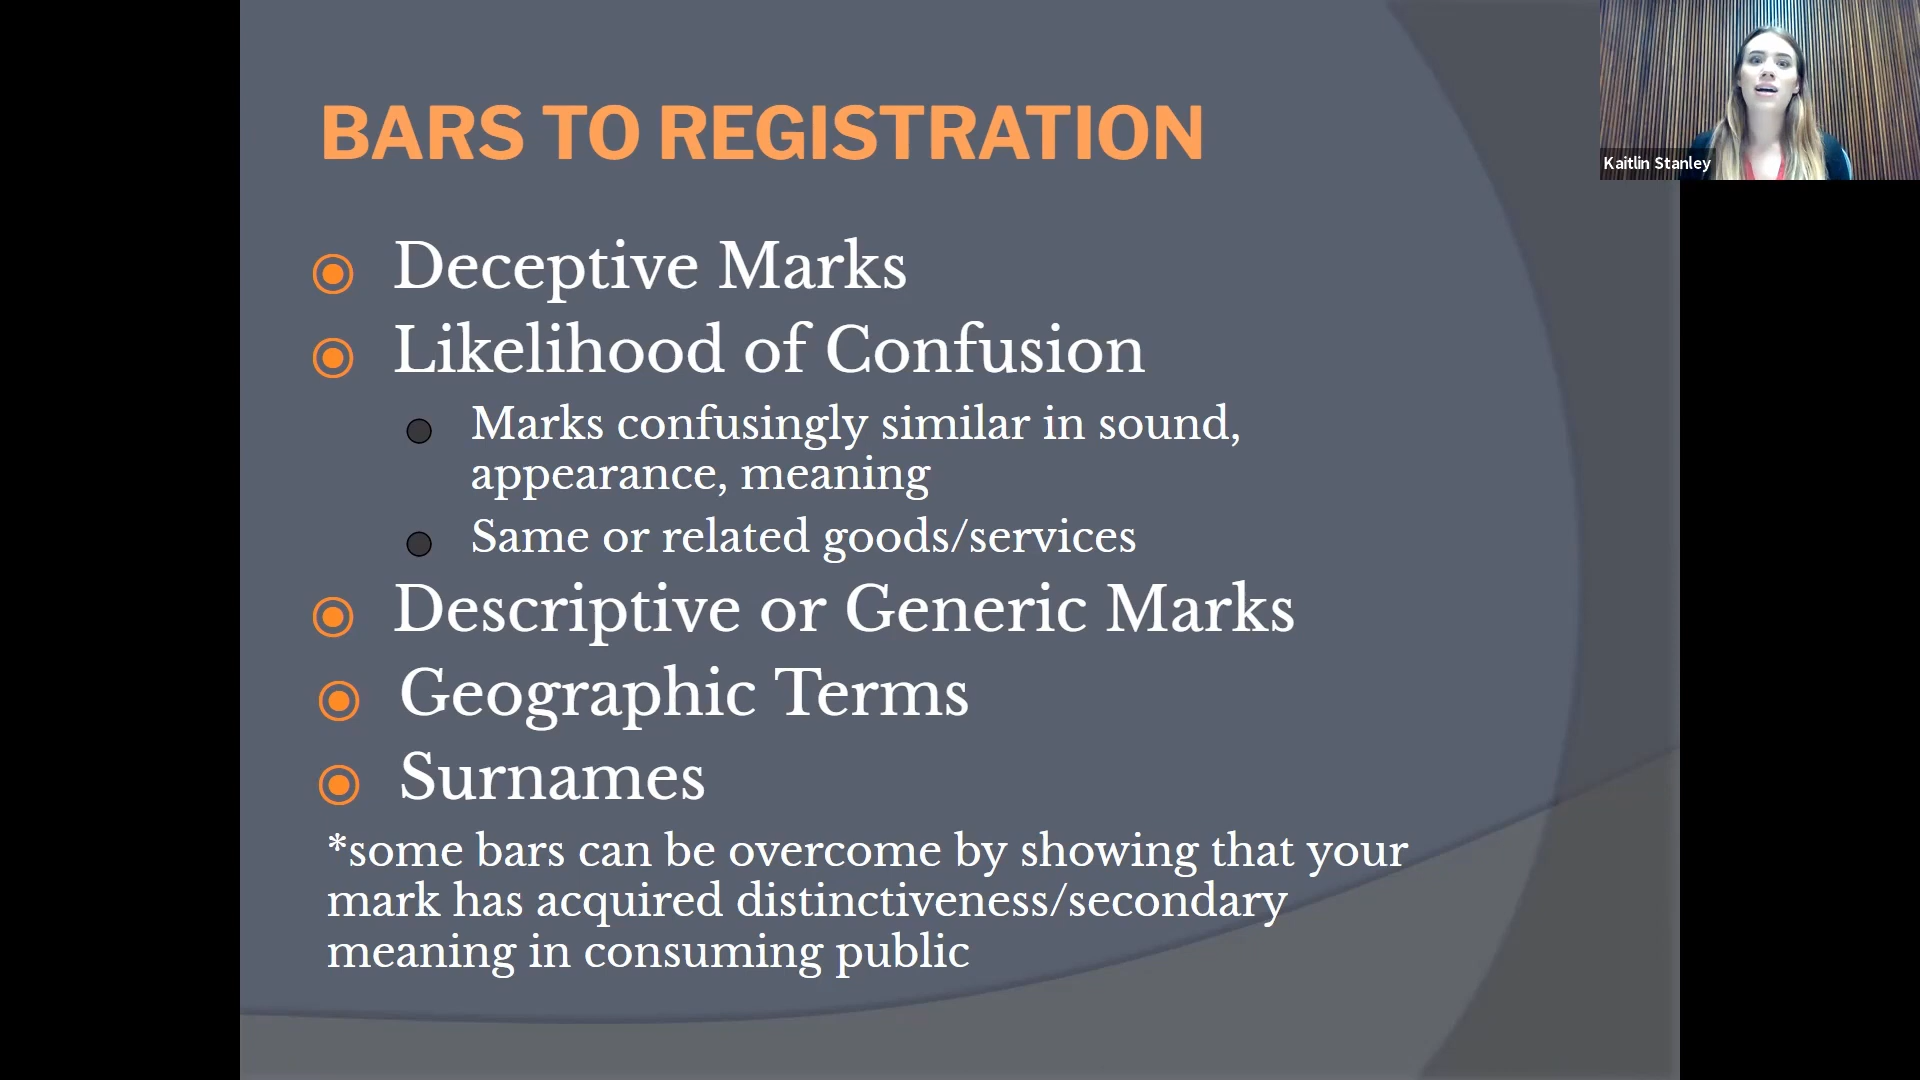 BARS TO REGISTRATION
Kaitlin Stanley
Deceptive Marks
Likelihood of Confusion
Marks confusingly similar in sound,
appearance, meaning
Same or related goods/services
Descriptive or Generic Marks
Geographic Terms
Surnames
*some bars can be overcome by showing that your
mark has acquired distinctiveness/secondary
meaning in consuming public